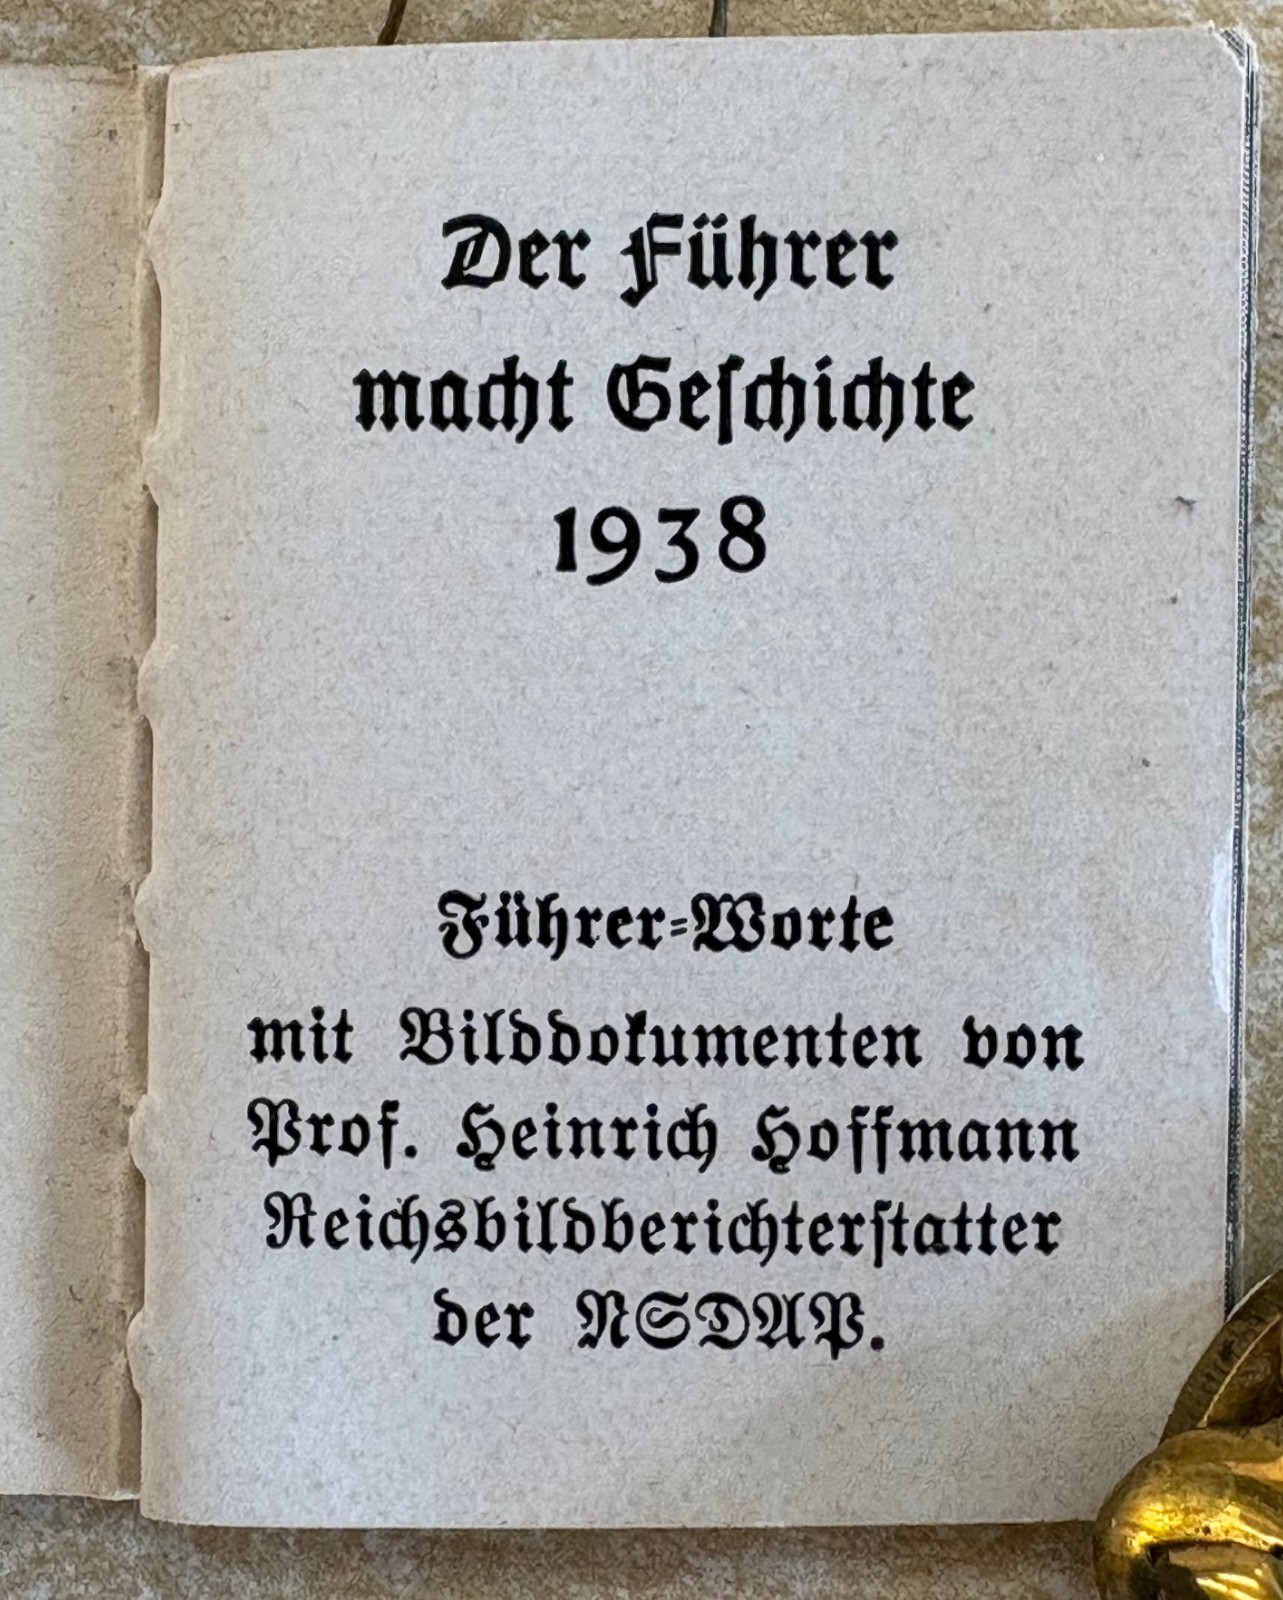 Der Führer
macht Geſchichte
1938
Führer=Worte
mit Bilddokumenten von
Prof. Heinrich Hoffmann
Reichsbildberichterſtatter
der NSDAP.